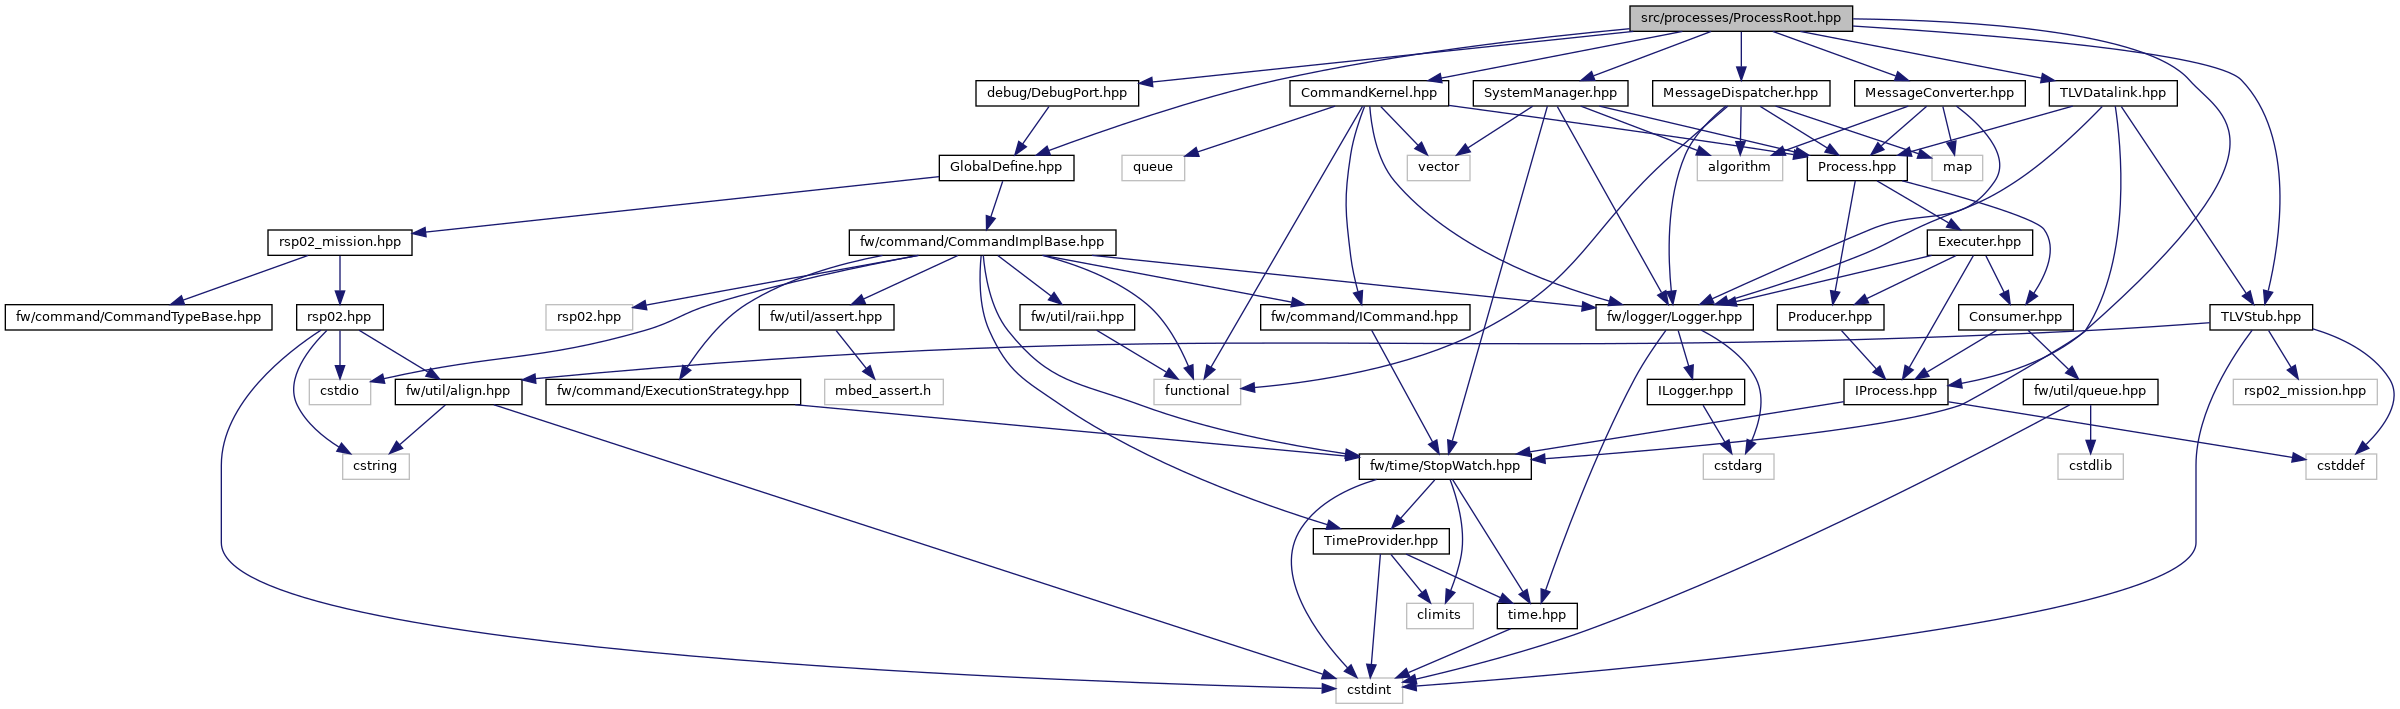 src/processes/ProcessRoot.hpp
debug/DebugPort.hpp
CommandKernel.hpp
SystemManager.hpp
MessageDispatcher.hpp
MessageConverter.hpp
TLVDatalink.hpp
GlobalDefine.hpp
queue
vector
algorithm
Process.hpp
map
rsp02_mission.hpp
fw/command/CommandImplBase.hpp
Executer.hpp
fw/command/CommandTypeBase.hpp
rsp02.hpp
rsp02.hpp
fw/util/assert.hpp
fw/util/raii.hpp
fw/command/ICommand.hpp
fw/logger/Logger.hpp
Producer.hpp
Consumer.hpp
TLVStub.hpp
cstdio
fw/util/align.hpp
fw/command/ExecutionStrategy.hpp
mbed_assert.h
functional
ILogger.hpp
IProcess.hpp
fw/util/queue.hpp
rsp02_mission.hpp
cstring
fw/time/StopWatch.hpp
cstdarg
cstdlib
cstddef
TimeProvider.hpp
climits
time.hpp
cstdint